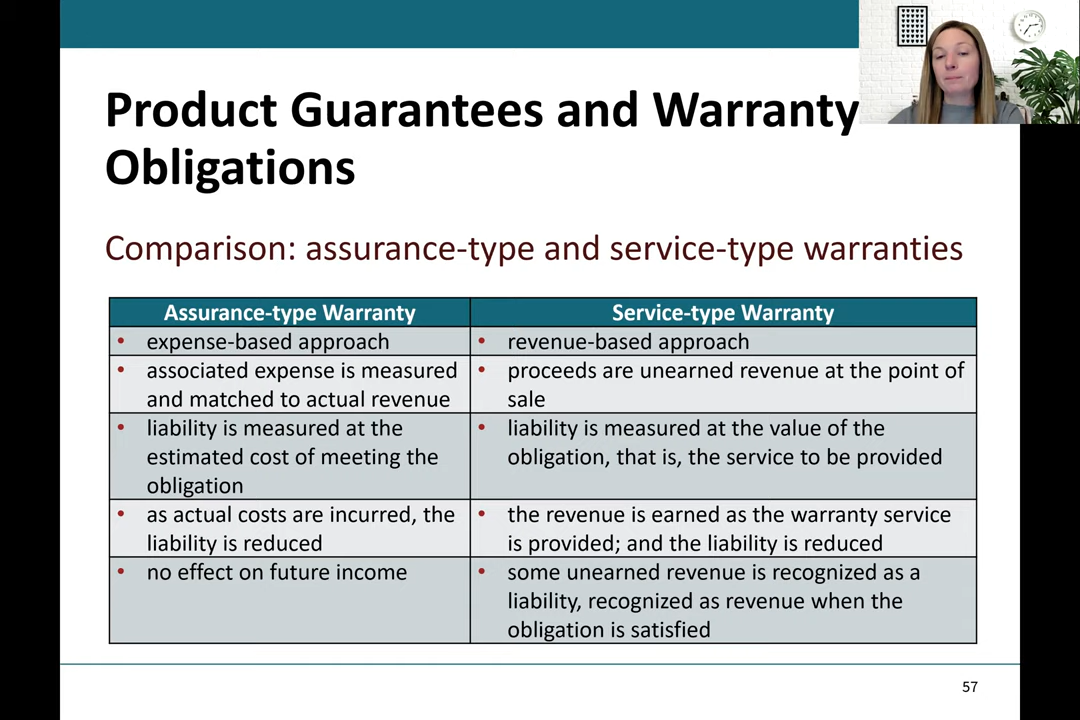 Product Guarantees and Warranty
Obligations
Comparison: assurance-type and service-type warranties
Assurance-type Warranty
Service-type Warranty
• expense-based approach
• revenue-based approach
• associated expense is measured
and matched to actual revenue
• proceeds are unearned revenue at the point of
sale
• liability is measured at the
estimated cost of meeting the
obligation
• liability is measured at the value of the
obligation, that is, the service to be provided
• as actual costs are incurred, the
liability is reduced
• the revenue is earned as the warranty service
is provided; and the liability is reduced
• no effect on future income
• some unearned revenue is recognized as a
liability, recognized as revenue when the
obligation is satisfied
57